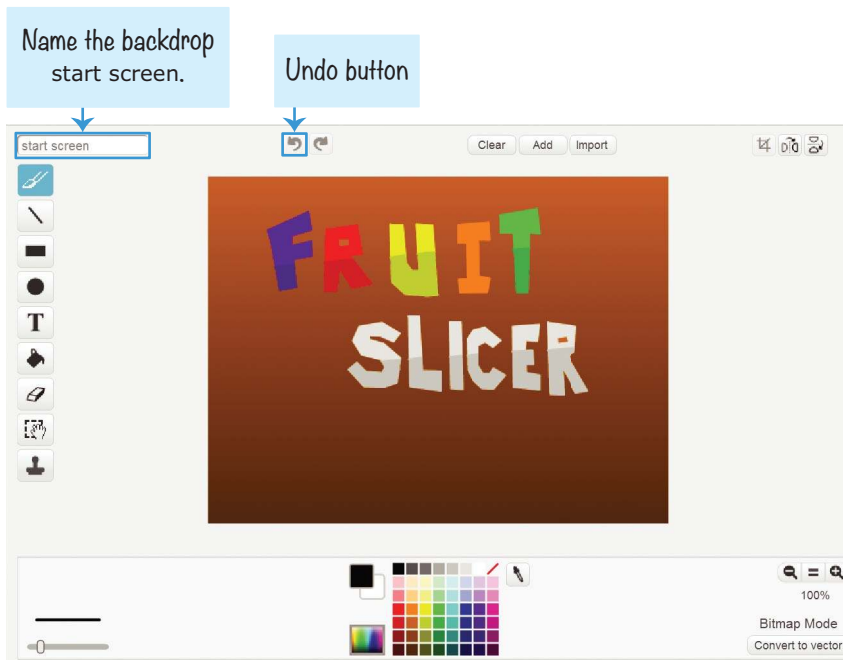 Name the backdrop
start screen.
Undo button
start screen
Clear Add Import
FRUIT
SLICER
T
100%
Bitmap Mode
Convert to vector